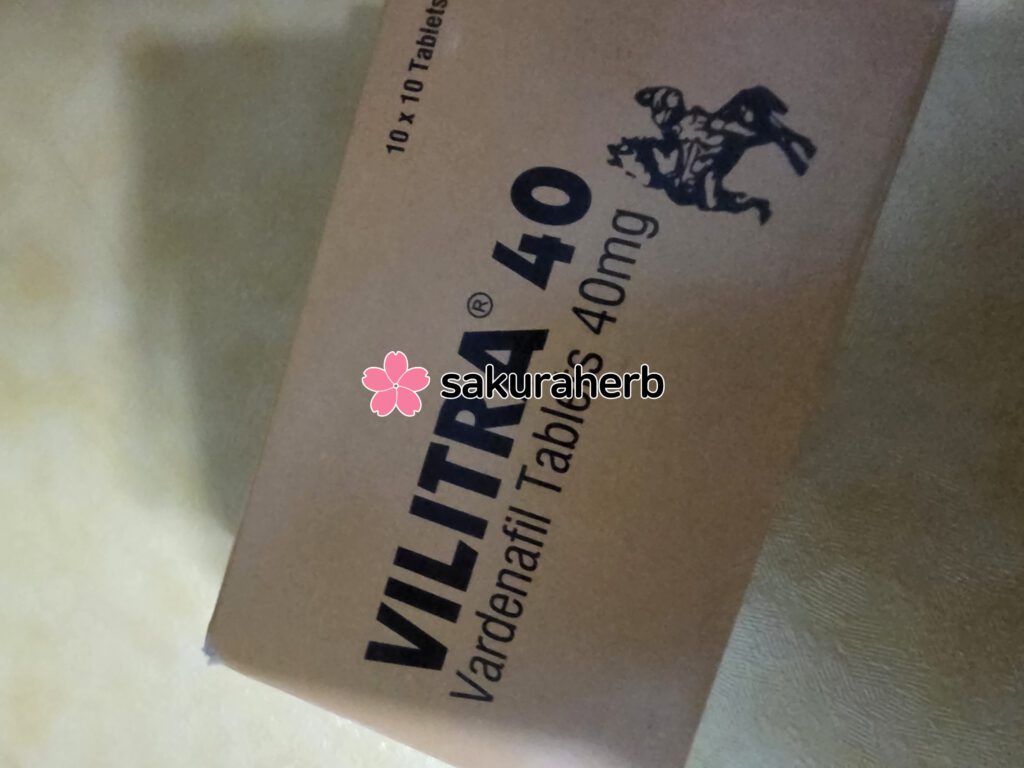 10 x 10 Tablets
VILITRA® 40
Vardenafil Tablets 40mg
sakuraherb